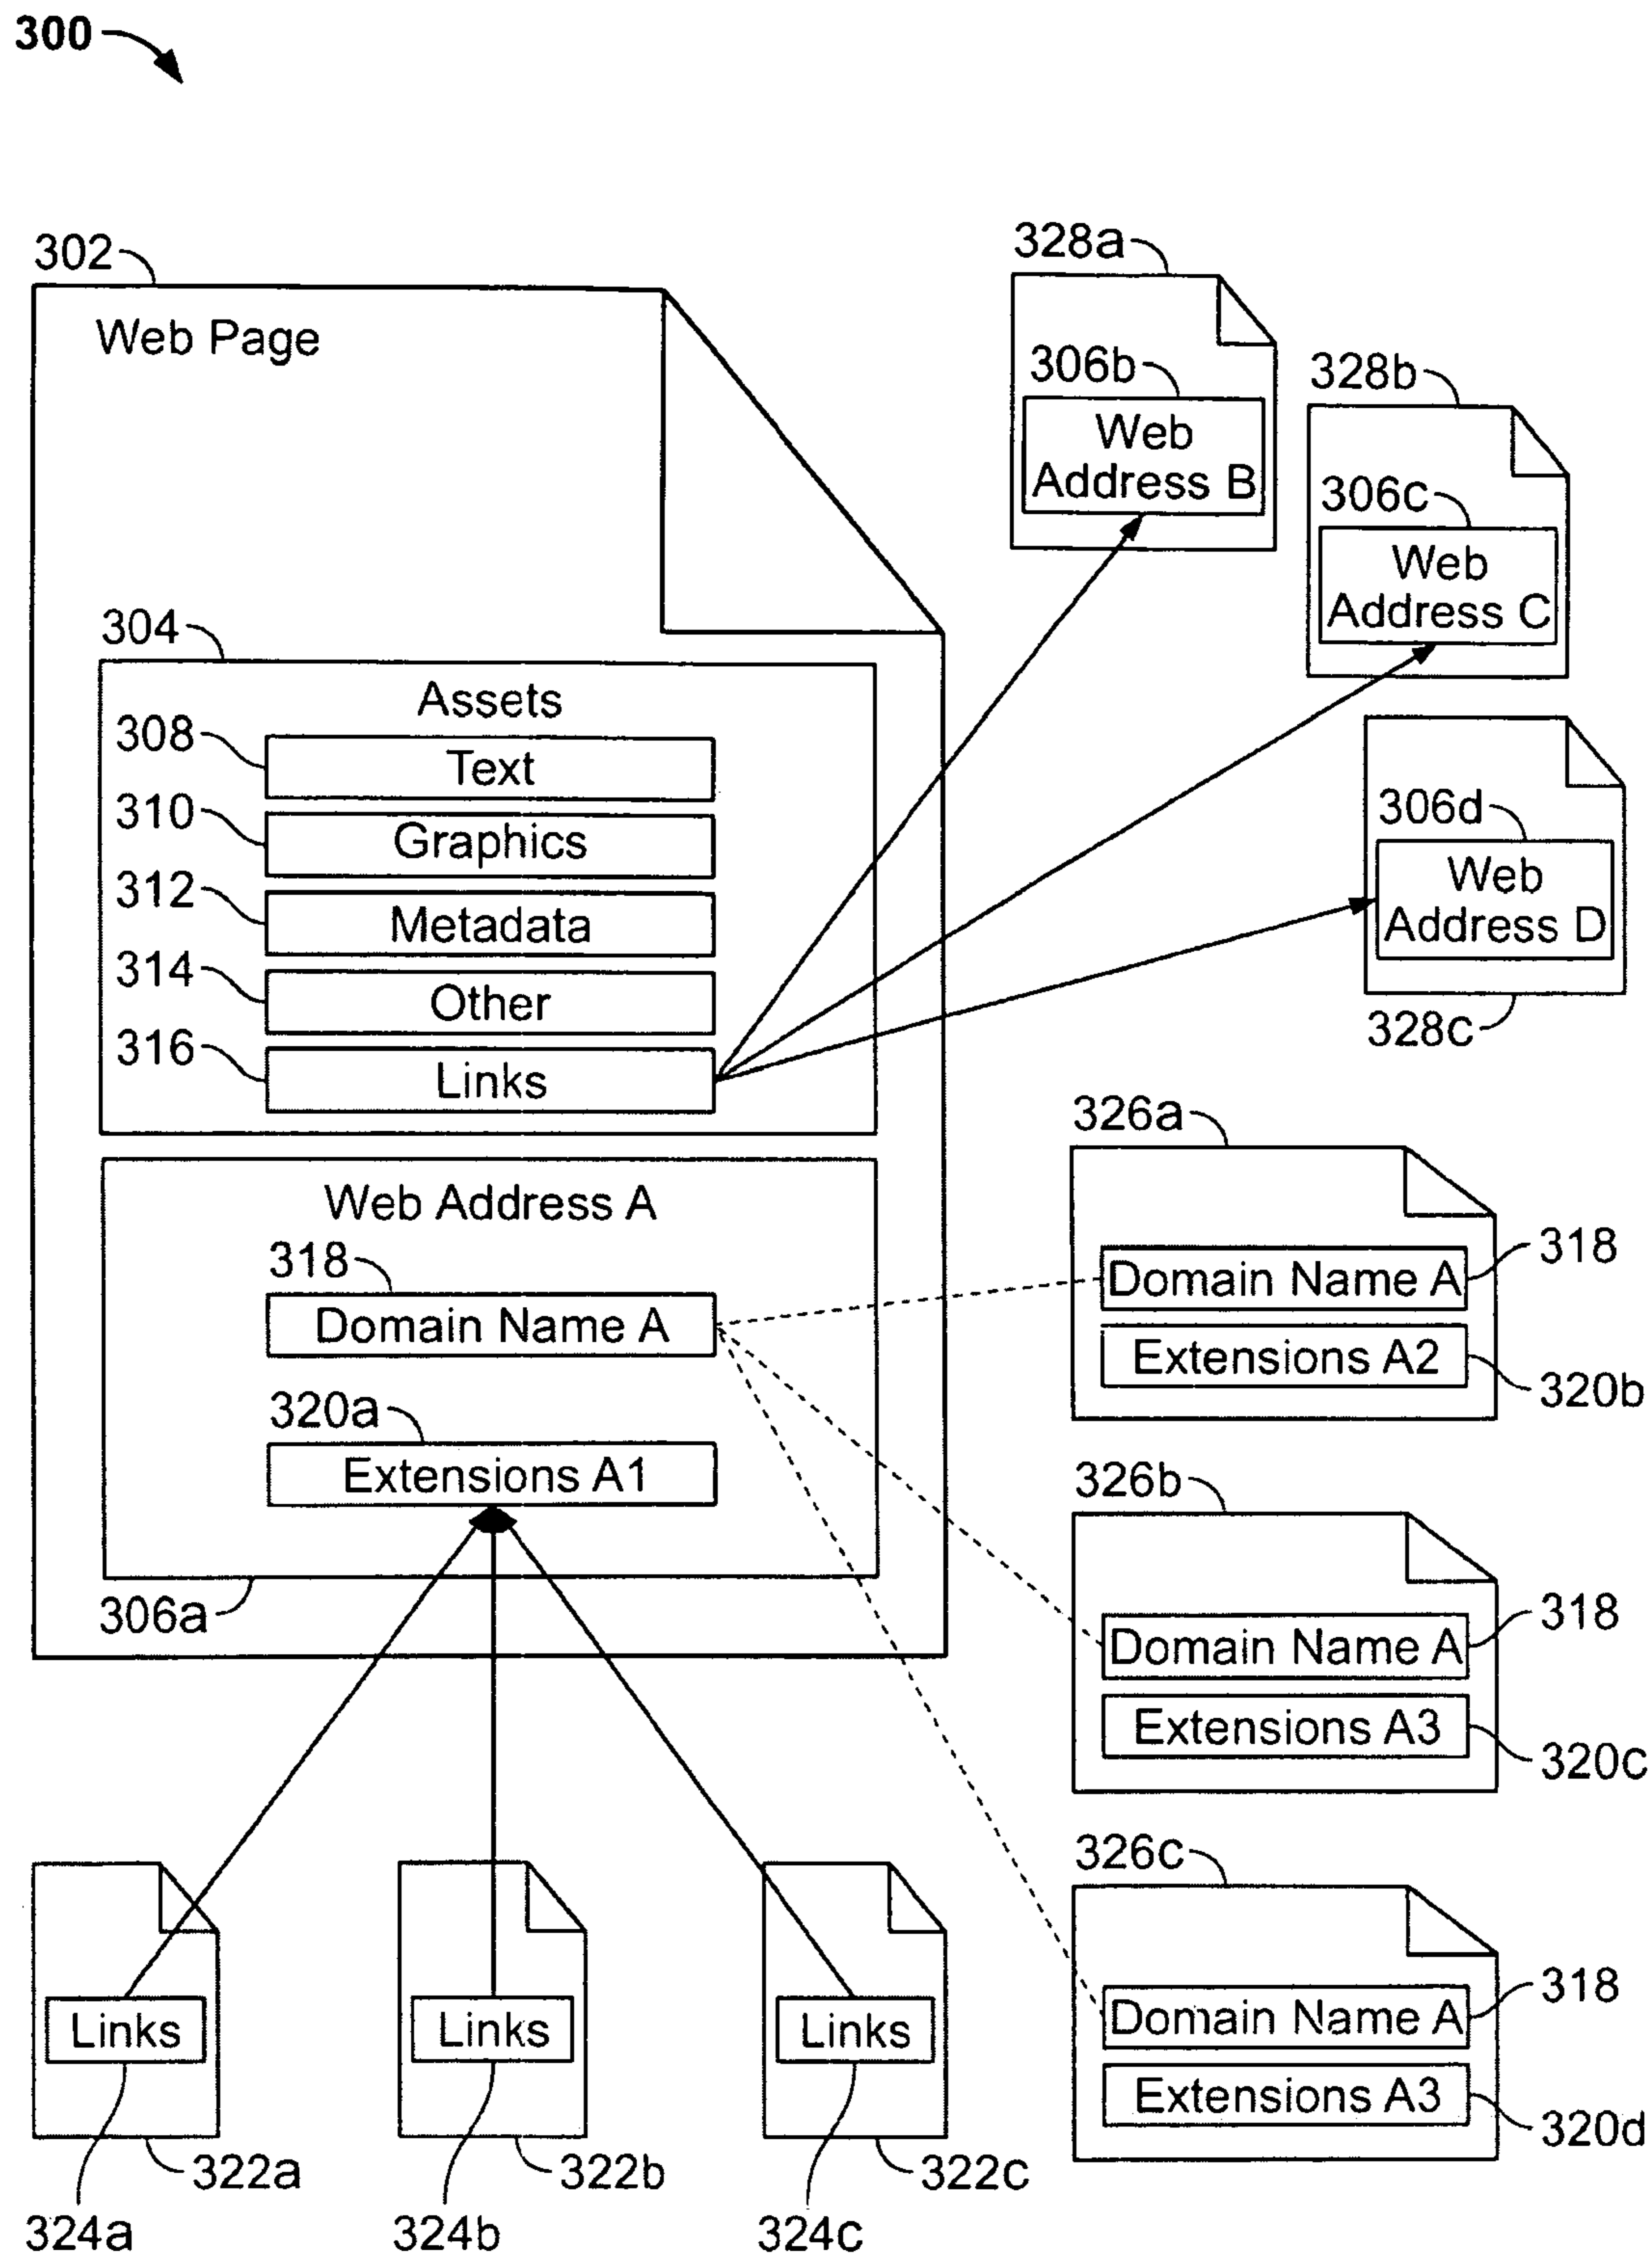 300
302
Web Page
304
Assets
308
Text
310
Graphics
312
Metadata
314
Other
316
Links
Web Address A
318
Domain Name A
320a
Extensions A1
306a
328a
306b
Web
Address B
328b
306c
Web
Address C
306d
Web
Address D
328c
326a
Domain Name A
318
Extensions A2
320b
326b
Domain Name A
318
Extensions A3
320c
326c
Domain Name A
318
Extensions A3
320d
Links
322a
324a
Links
322b
324b
Links
322c
324c